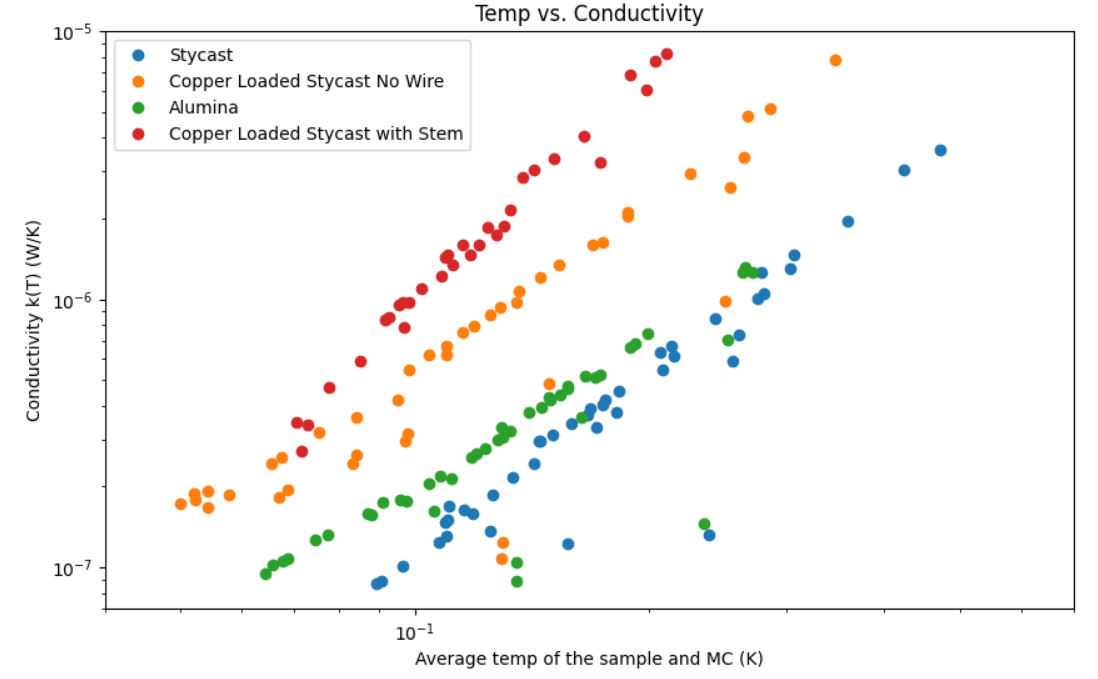 Temp vs. Conductivity
10⁻⁵
Stycast
Copper Loaded Stycast No Wire
Alumina
Copper Loaded Stycast with Stem
Conductivity k(T) (W/K)
10⁻⁶
10⁻⁷
10⁻¹
Average temp of the sample and MC (K)